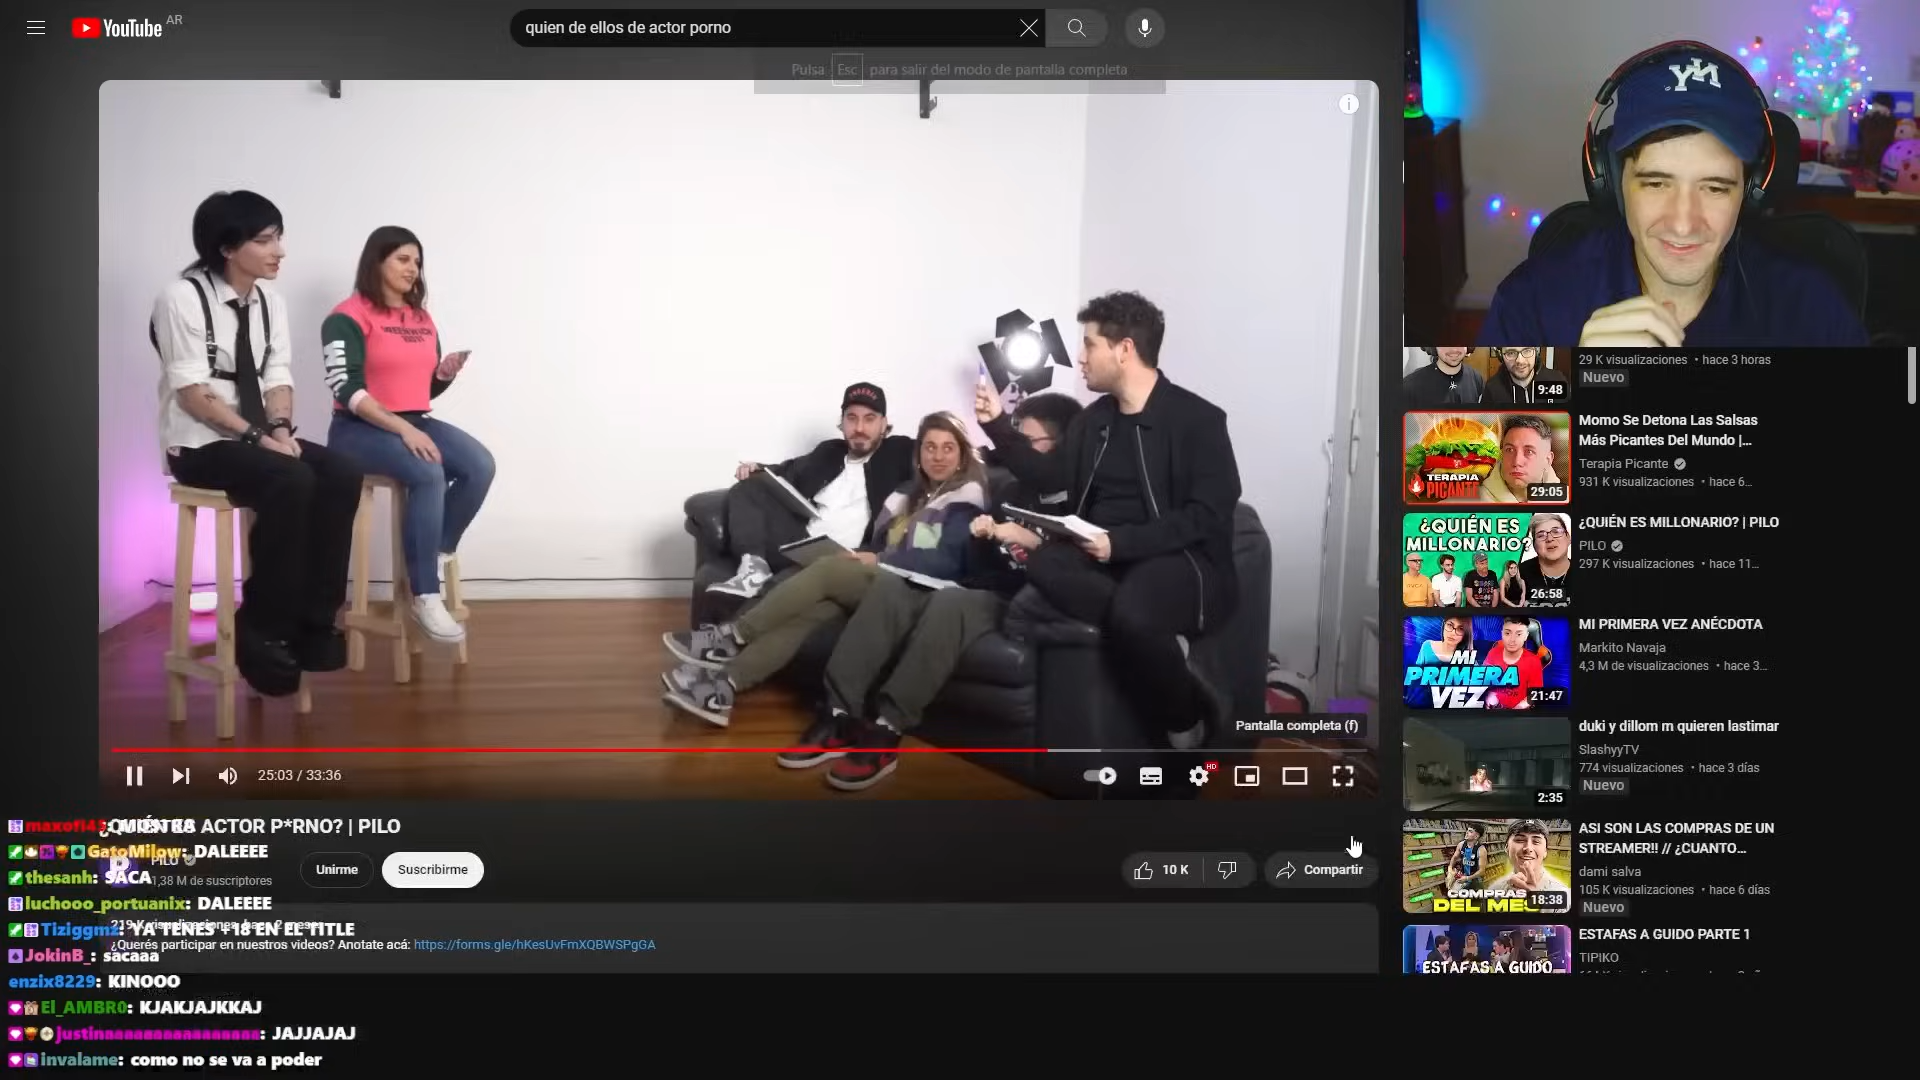 YouTube AR
quien de ellos de actor porno
Pulsa Esc para salir del modo de pantalla completa
Pantalla completa (f)
25:03 / 33:36
HD
ACTOR P*RNO? | PILO
PILO
1,38 M de suscriptores
Unirme
Suscribirme
10 K
Compartir
¿Querés participar en nuestros videos? Anotate acá: https://forms.gle/hKesUvFmXQBWSPgGA
GatoMilow: DALEEEE
thesanh: SACA
luchooo_portuanix: DALEEEE
Tiziggmz: YA TENES +18 EN EL TITLE
JokinB_: sacaaa
enzix8229: KINOOO
El_AMBR0: KJAKJAJKKAJ
JAJJAJAJ
invalame: como no se va a poder
29 K visualizaciones • hace 3 horas
Nuevo
9:48
Momo Se Detona Las Salsas
Más Picantes Del Mundo |...
Terapia Picante
931 K visualizaciones • hace 6...
TERAPIA
PICANTE
29:05
¿QUIÉN ES MILLONARIO? | PILO
PILO
297 K visualizaciones • hace 11...
¿QUIÉN ES
MILLONARIO?
26:58
MI PRIMERA VEZ ANÉCDOTA
Markito Navaja
4,3 M de visualizaciones • hace 3...
MI
PRIMERA
VEZ
21:47
duki y dillom m quieren lastimar
SlashyyTV
774 visualizaciones • hace 3 días
Nuevo
2:35
ASI SON LAS COMPRAS DE UN
STREAMER!! // ¿CUANTO...
dami salva
105 K visualizaciones • hace 6 días
Nuevo
COMPRAS
DEL MES
18:38
ESTAFAS A GUIDO PARTE 1
TIPIKO
ESTAFAS A GUIDO